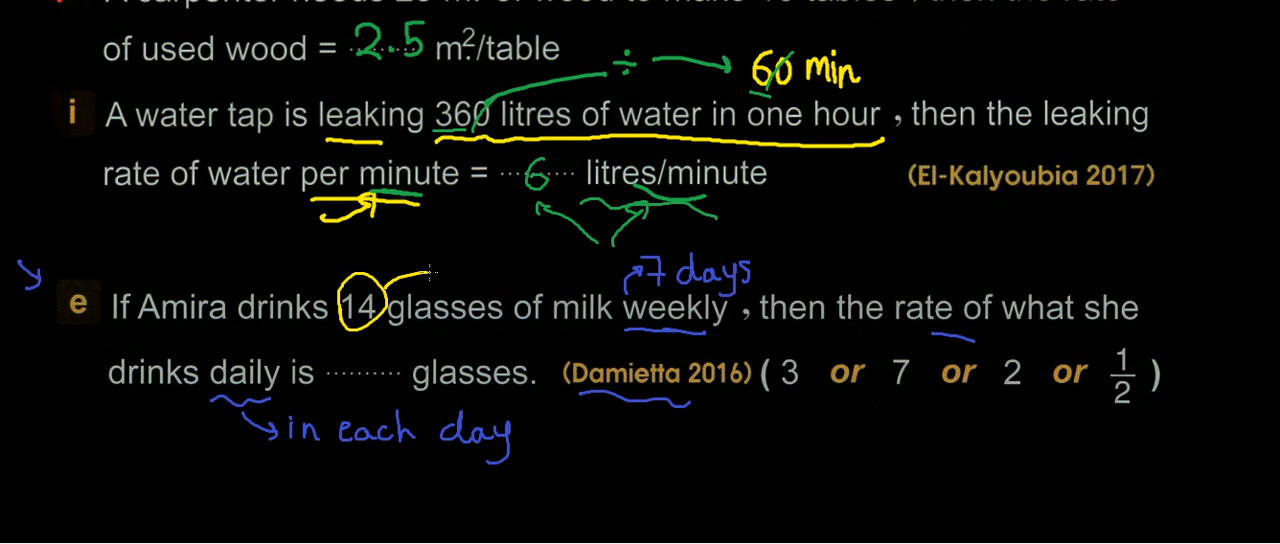 of used wood = 2.5 m²/table
÷ → 60 min
i A water tap is leaking 360 litres of water in one hour , then the leaking
rate of water per minute = ... 6 ... litres/minute (El-Kalyoubia 2017)
7 days
e If Amira drinks 14 glasses of milk weekly , then the rate of what she
drinks daily is .......... glasses. (Damietta 2016) ( 3 or 7 or 2 or 1/2 )
in each day